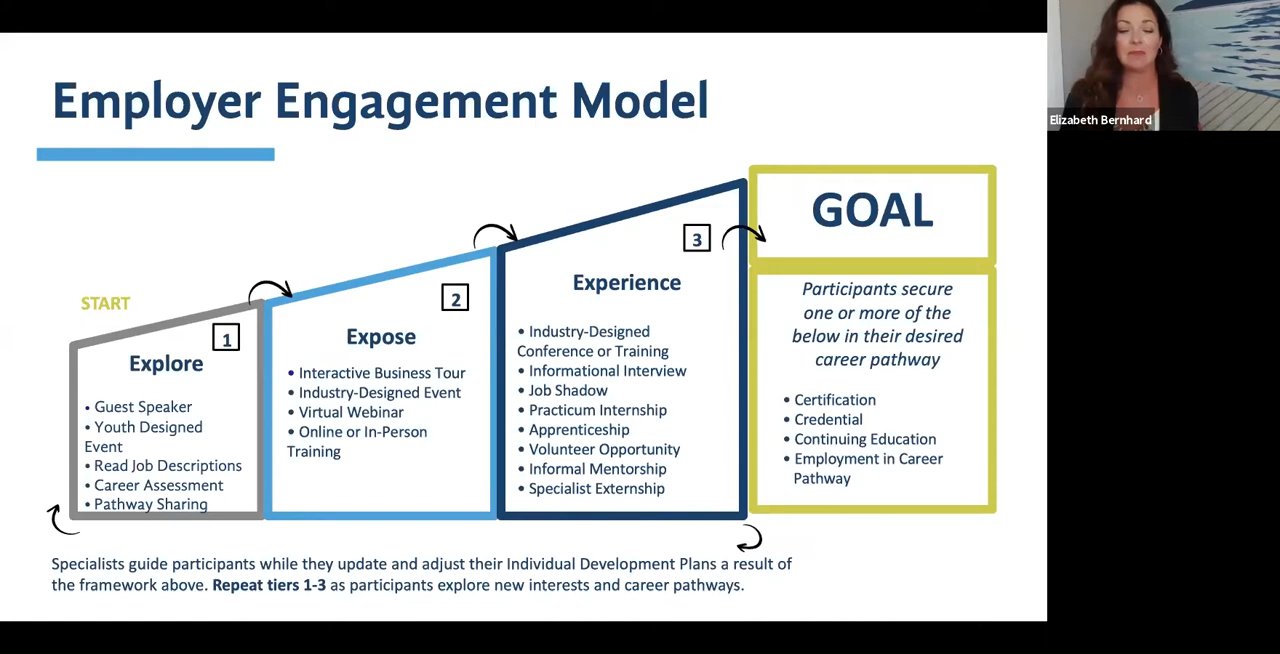 Employer Engagement Model
Elizabeth Bernhard
START
1
Explore
• Guest Speaker
• Youth Designed
Event
• Read Job Descriptions
• Career Assessment
• Pathway Sharing
2
Expose
• Interactive Business Tour
• Industry-Designed Event
• Virtual Webinar
• Online or In-Person
Training
3
Experience
• Industry-Designed
Conference or Training
• Informational Interview
• Job Shadow
• Practicum Internship
• Apprenticeship
• Volunteer Opportunity
• Informal Mentorship
• Specialist Externship
GOAL
Participants secure
one or more of the
below in their desired
career pathway
• Certification
• Credential
• Continuing Education
• Employment in Career
Pathway
Specialists guide participants while they update and adjust their Individual Development Plans a result of
the framework above. Repeat tiers 1-3 as participants explore new interests and career pathways.